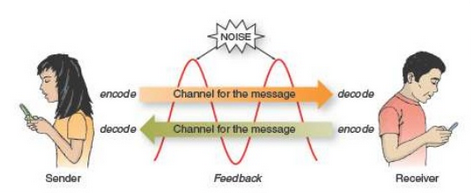 NOISE
encode Channel for the message decode
decode Channel for the message encode
Sender Feedback Receiver